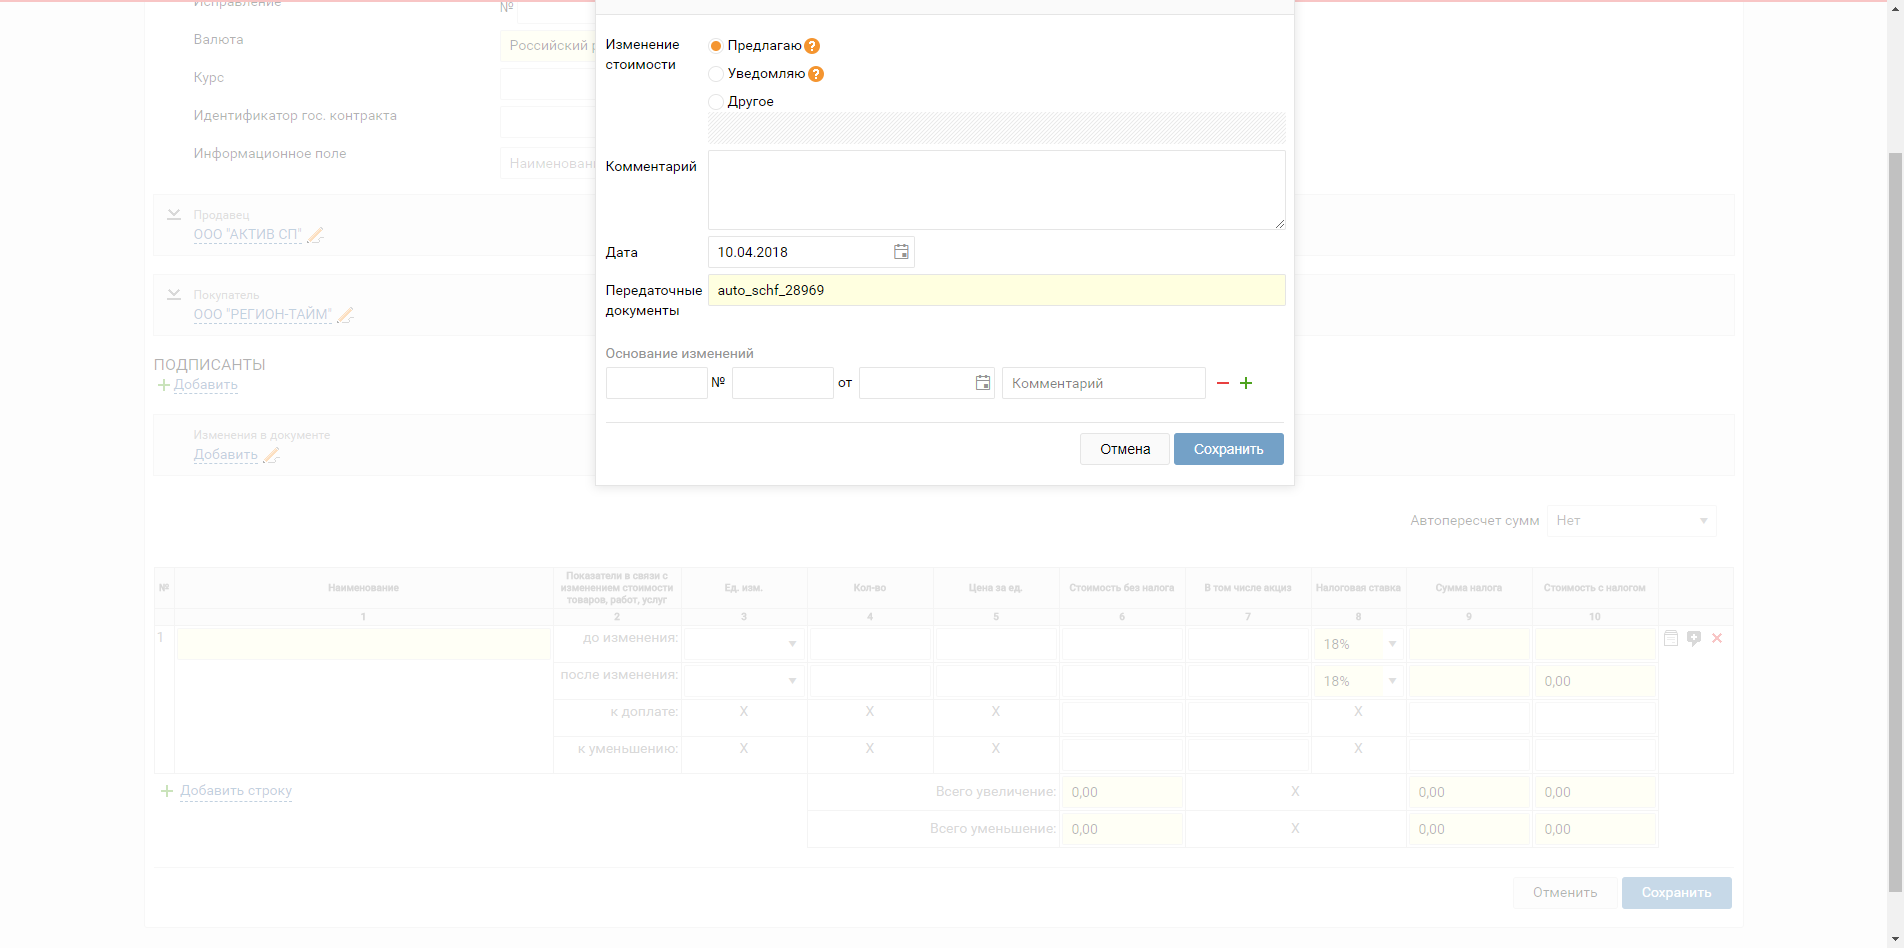 Исправление
№
Валюта
Российский
Курс
Идентификатор гос. контракта
Информационное поле
Продавец
ООО "АКТИВ СП"
Покупатель
ООО "РЕГИОН-ТАЙМ"
ПОДПИСАНТЫ
Добавить
Изменения в документе
Добавить
Изменение
стоимости
Предлагаю ?
Уведомляю ?
Другое
Комментарий
Дата
10.04.2018
Передаточные
документы
auto_schf_28969
Основание изменений
№
от
Комментарий
Отмена
Сохранить
Автопересчет сумм
Нет
№
Наименование
Показатели в связи с
изменением стоимости
товаров, работ, услуг
Ед. изм.
Кол-во
Цена за ед.
Стоимость без налога
В том числе акциз
Налоговая ставка
Сумма налога
Стоимость с налогом
1 2 3 4 5 6 7 8 9 10
1
до изменения:
18%
после изменения:
18%
0,00
к доплате:
X X X X
к уменьшению:
X X X X
Добавить строку
Всего увеличение:
0,00
X
0,00
0,00
Всего уменьшение:
0,00
X
0,00
0,00
Отменить
Сохранить